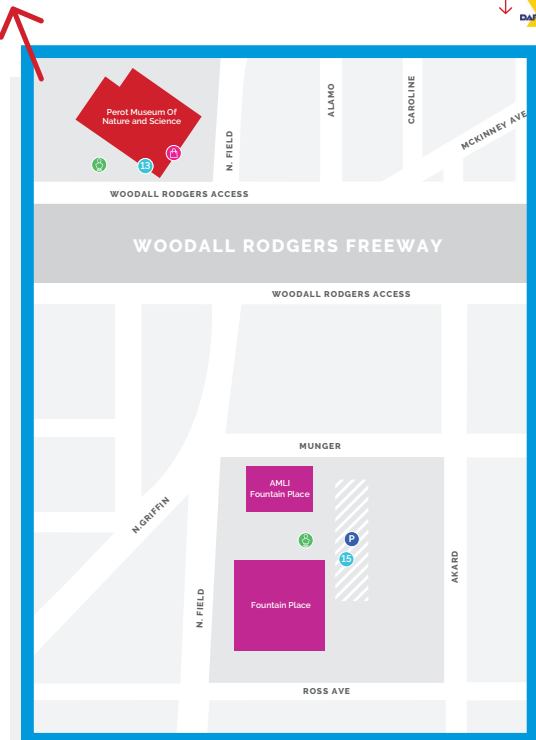 DAR
Perot Museum Of
Nature and Science
13
N. FIELD
ALAMO
CAROLINE
MCKINNEY AVE
WOODALL RODGERS ACCESS
WOODALL RODGERS FREEWAY
WOODALL RODGERS ACCESS
MUNGER
AMLI
Fountain Place
N.GRIFFIN
P
15
AKARD
N. FIELD
Fountain Place
ROSS AVE